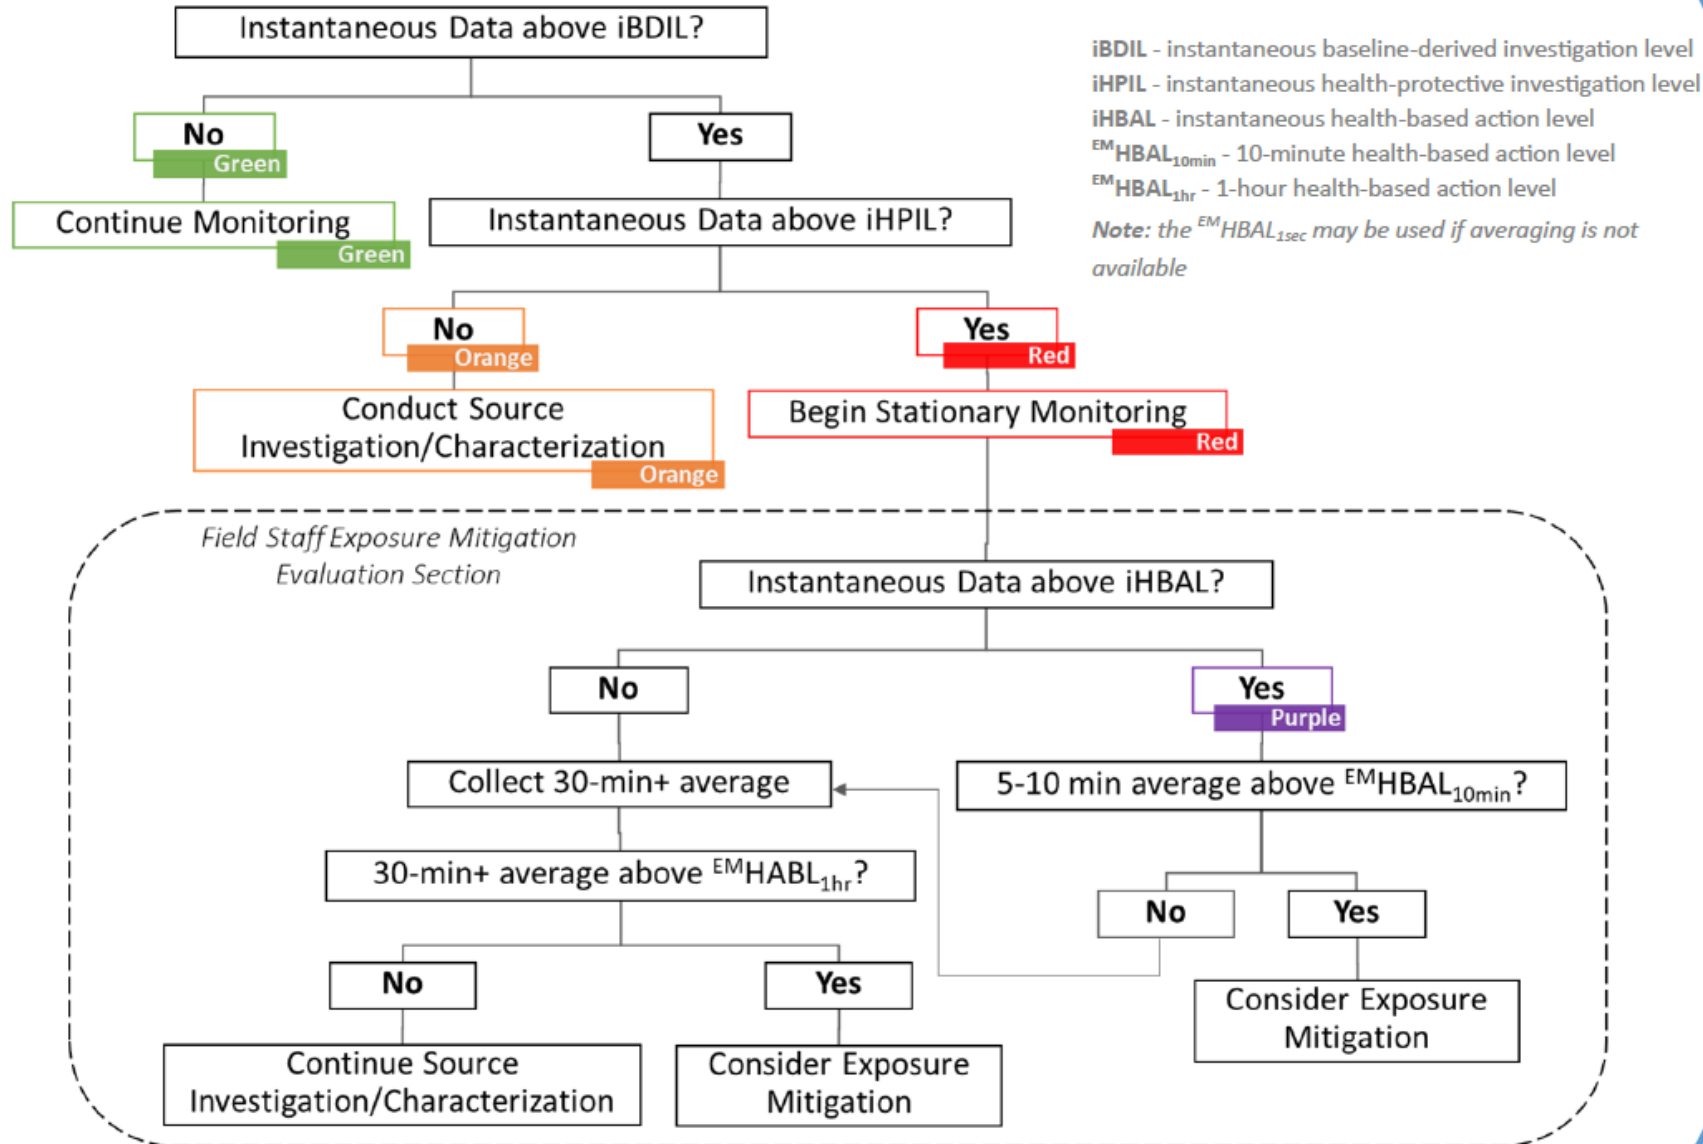 Instantaneous Data above iBDIL?
iBDIL - instantaneous baseline-derived investigation level
iHPIL - instantaneous health-protective investigation level
iHBAL - instantaneous health-based action level
EMHBAL10min - 10-minute health-based action level
EMHBAL1hr - 1-hour health-based action level
Note: the EMHBAL1sec may be used if averaging is not
available
No
Green
Yes
Continue Monitoring
Green
Instantaneous Data above iHPIL?
No
Orange
Yes
Red
Conduct Source
Investigation/Characterization
Orange
Begin Stationary Monitoring
Red
Field Staff Exposure Mitigation
Evaluation Section
Instantaneous Data above iHBAL?
No
Yes
Purple
Collect 30-min+ average
5-10 min average above EMHBAL10min?
30-min+ average above EMHABL1hr?
No
Yes
No
Yes
Consider Exposure
Mitigation
Continue Source
Investigation/Characterization
Consider Exposure
Mitigation